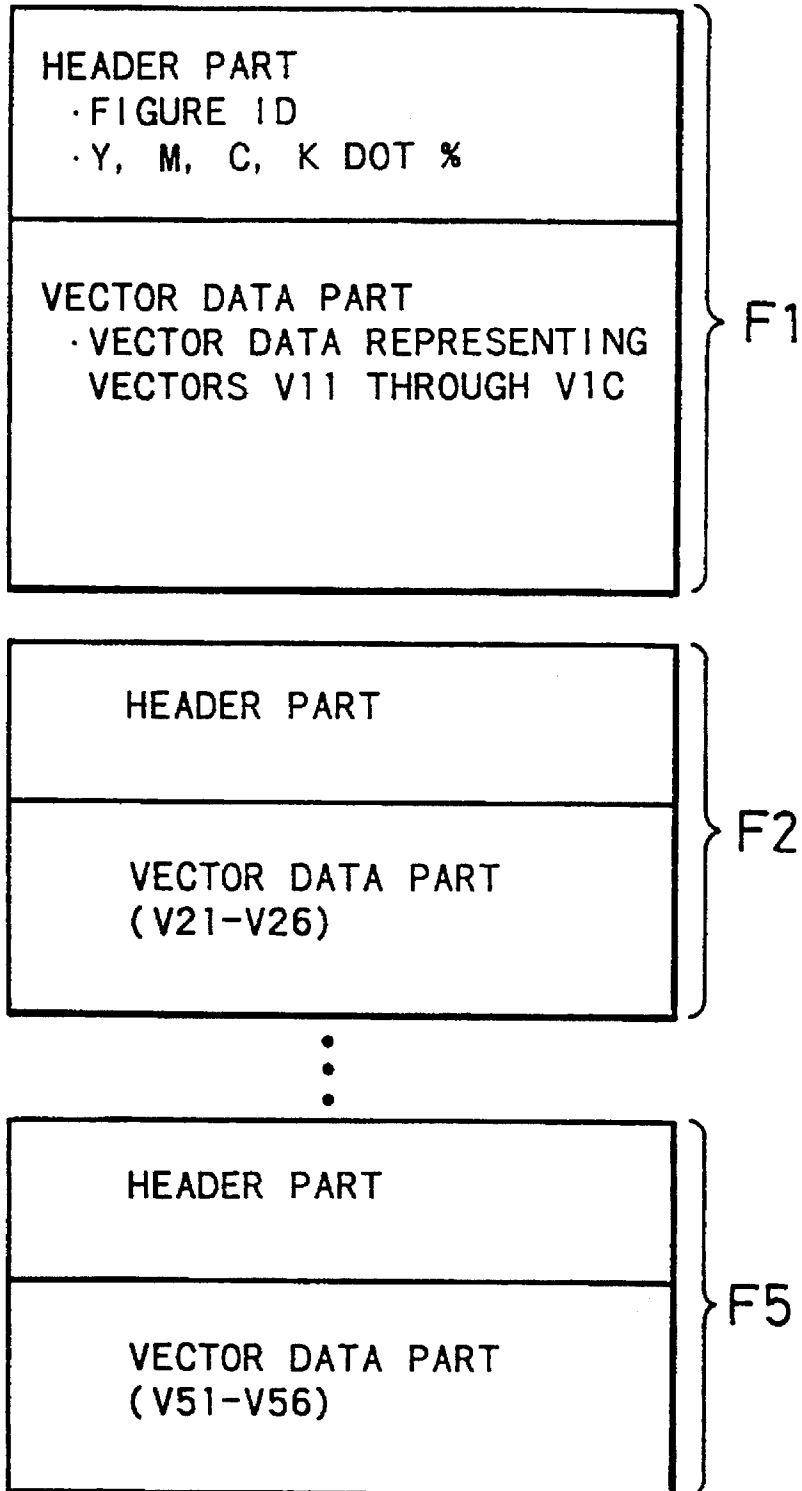 HEADER PART
·FIGURE ID
·Y, M, C, K DOT %
VECTOR DATA PART
·VECTOR DATA REPRESENTING
VECTORS V11 THROUGH V1C
F1
HEADER PART
VECTOR DATA PART
(V21-V26)
F2
HEADER PART
VECTOR DATA PART
(V51-V56)
F5